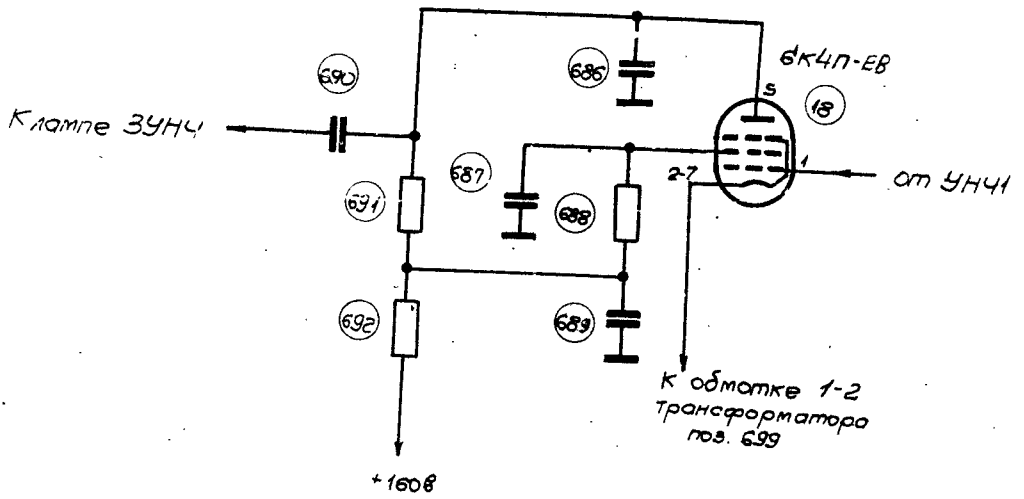 6К4П-ЕВ
690
686
5
18
К лампе 3УНЧ
687
2-7
1
от УНЧ1
691
688
692
689
К обмотке 1-2
трансформатора
поз. 699
+160в